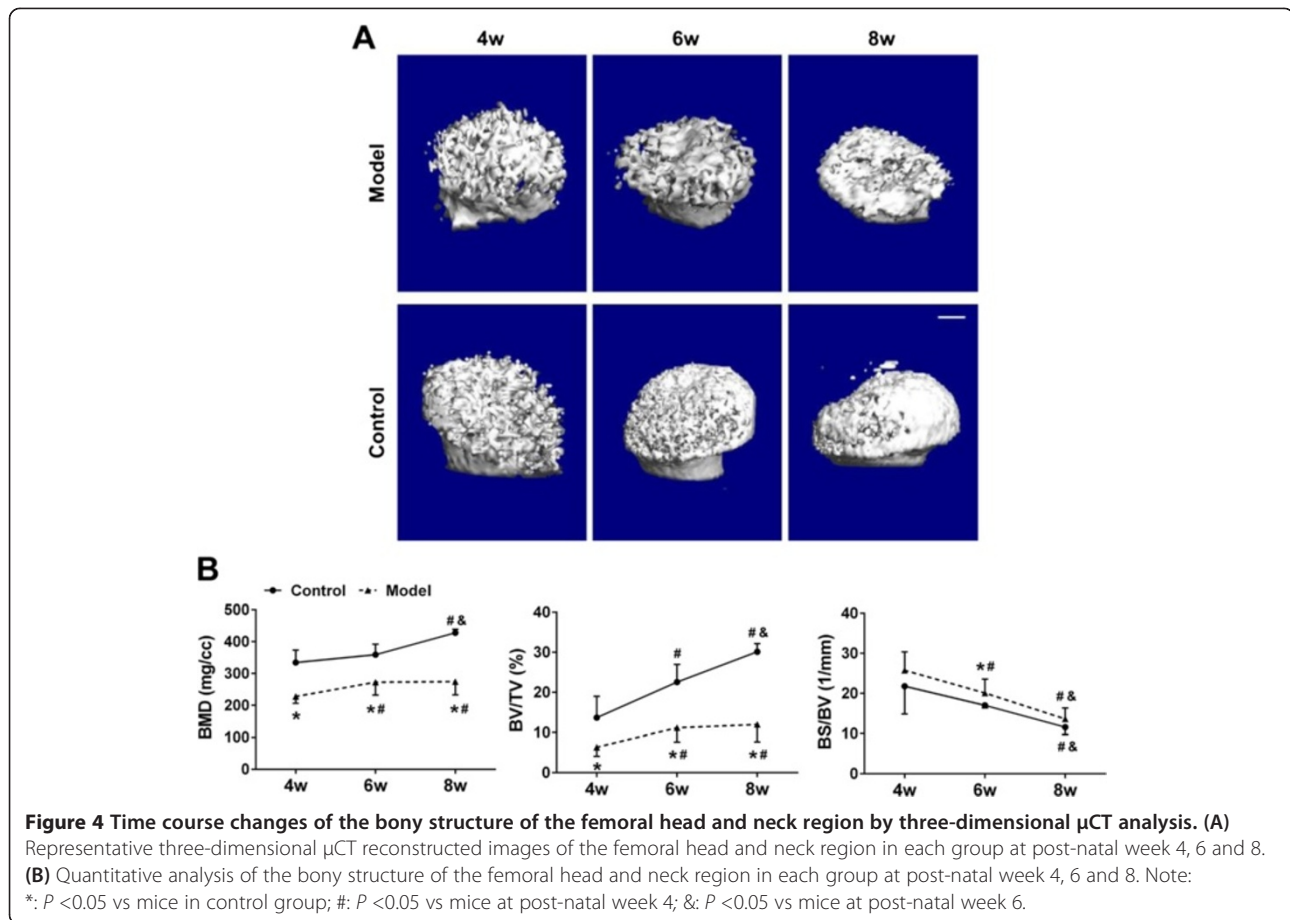 A
4w 6w 8w
Model
Control
B
Control Model
BMD (mg/cc)
500
400
300
200
100
0
# &
*
*#
*#
4w 6w 8w
BV/TV (%)
40
30
20
10
0
#
# &
*
*#
*#
4w 6w 8w
BS/BV (1/mm)
40
30
20
10
0
*#
# &
# &
4w 6w 8w
Figure 4 Time course changes of the bony structure of the femoral head and neck region by three-dimensional μCT analysis. (A)
Representative three-dimensional μCT reconstructed images of the femoral head and neck region in each group at post-natal week 4, 6 and 8.
(B) Quantitative analysis of the bony structure of the femoral head and neck region in each group at post-natal week 4, 6 and 8. Note:
*: P <0.05 vs mice in control group; #: P <0.05 vs mice at post-natal week 4; &: P <0.05 vs mice at post-natal week 6.